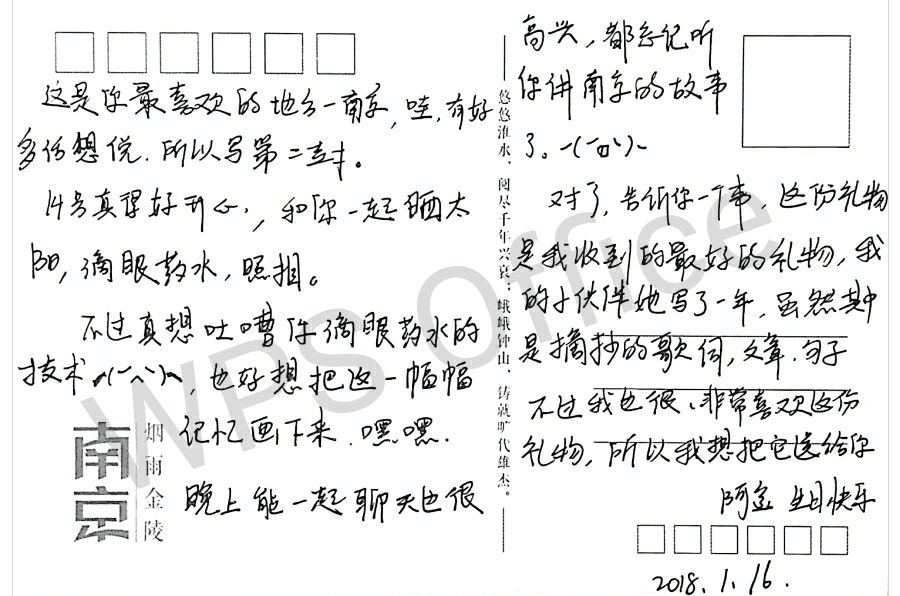 这是你最喜欢的地方—南京,哇,有好
多话想说.所以写第二封。
14号真得好开心,和你一起晒太
阳,滴眼药水,照相。
不过真想吐嘈你滴眼药水的
技术,也好想把这一幅幅
记忆画下来.嘿嘿.
晚上能一起聊天也很
南京
烟雨金陵
悠悠淮水、阅尽千年兴衰;巍峨钟山、铸就旷代雄杰。
高兴,都忘记听
你讲南京的故事
了。
对了,告诉你一个事,这份礼物
是我收到的最好的礼物,我
的小伙伴她写了一年,虽然其中
是摘抄的歌词,文章.句子
不过我也很、非常喜欢这份
礼物,所以我想把它送给你
阿金 生日快乐
2018.1.16.
WPS Office